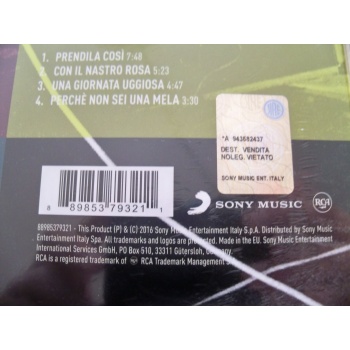 1. PRENDILA COSÌ 7:48
2. CON IL NASTRO ROSA 5:23
3. UNA GIORNATA UGGIOSA 4:47
4. PERCHÉ NON SEI UNA MELA 3:30
*A 943582437
DEST. VENDITA
NOLEG. VIETATO
SONY MUSIC ENT. ITALY
8 89853 79321 1
SONY MUSIC
RCA
88985379321 - This Product (P) & (C) 2016 Sony Music Entertainment Italy S.p.A. Distributed by Sony Music
Entertainment Italy Spa. All trademarks and logos are protected. Made in the EU. Sony Music Entertainment
International Services GmbH, PO Box 510, 33311 Gütersloh, Germany.
RCA is a registered trademark of RCA Trademark Management